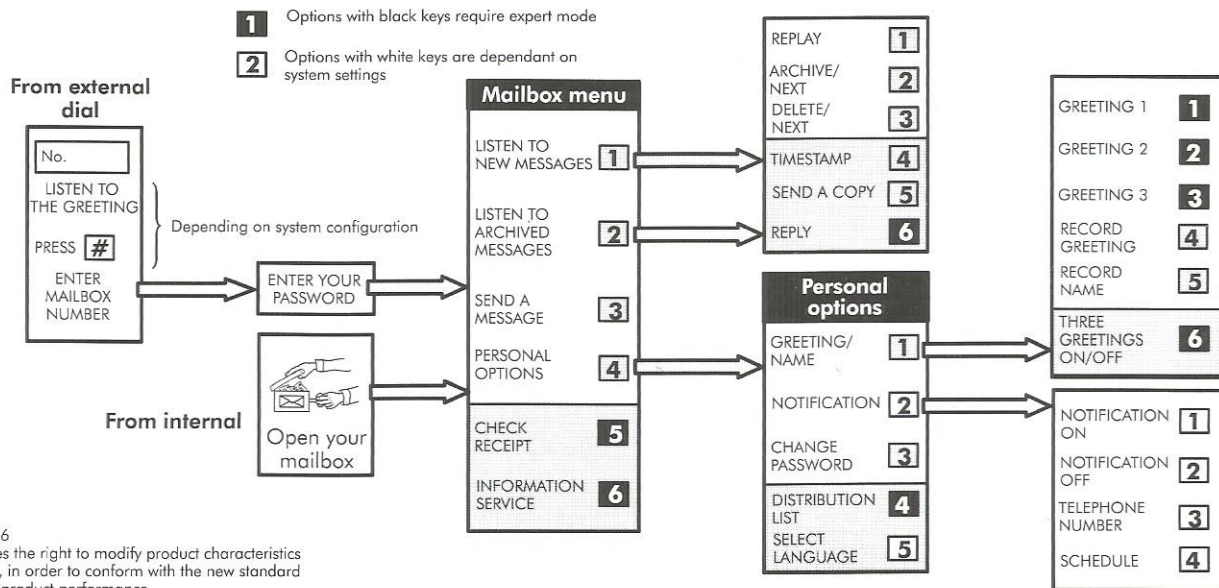 1 Options with black keys require expert mode
2 Options with white keys are dependant on
system settings
From external
dial
No.
LISTEN TO
THE GREETING
PRESS #
ENTER
MAILBOX
NUMBER
Depending on system configuration
ENTER YOUR
PASSWORD
From internal
Open your
mailbox
Mailbox menu
LISTEN TO
NEW MESSAGES 1
LISTEN TO
ARCHIVED
MESSAGES 2
SEND A
MESSAGE 3
PERSONAL
OPTIONS 4
CHECK
RECEIPT 5
INFORMATION
SERVICE 6
REPLAY 1
ARCHIVE/
NEXT 2
DELETE/
NEXT 3
TIMESTAMP 4
SEND A COPY 5
REPLY 6
Personal
options
GREETING/
NAME 1
NOTIFICATION 2
CHANGE
PASSWORD 3
DISTRIBUTION
LIST 4
SELECT
LANGUAGE 5
GREETING 1 1
GREETING 2 2
GREETING 3 3
RECORD
GREETING 4
RECORD
NAME 5
THREE
GREETINGS
ON/OFF 6
NOTIFICATION
ON 1
NOTIFICATION
OFF 2
TELEPHONE
NUMBER 3
SCHEDULE 4
6
the right to modify product characteristics
, in order to conform with the new standard